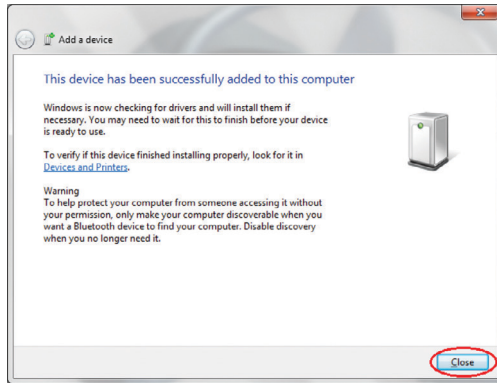 Add a device
This device has been successfully added to this computer
Windows is now checking for drivers and will install them if
necessary. You may need to wait for this to finish before your device
is ready to use.
To verify if this device finished installing properly, look for it in
Devices and Printers.
Warning
To help protect your computer from someone accessing it without
your permission, only make your computer discoverable when you
want a Bluetooth device to find your computer. Disable discovery
when you no longer need it.
Close